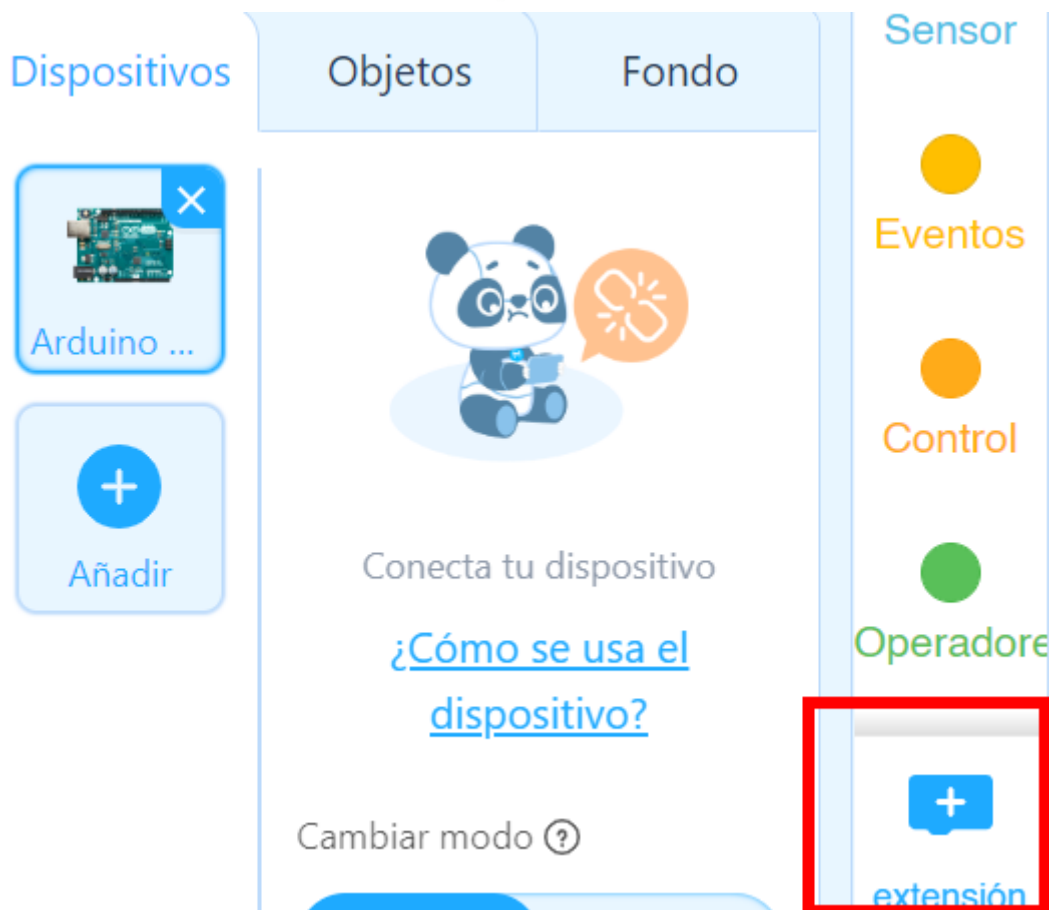 Dispositivos
Objetos
Fondo
Arduino ...
Añadir
Conecta tu dispositivo
¿Cómo se usa el
dispositivo?
Cambiar modo ?
Sensor
Eventos
Control
Operadore
extensión